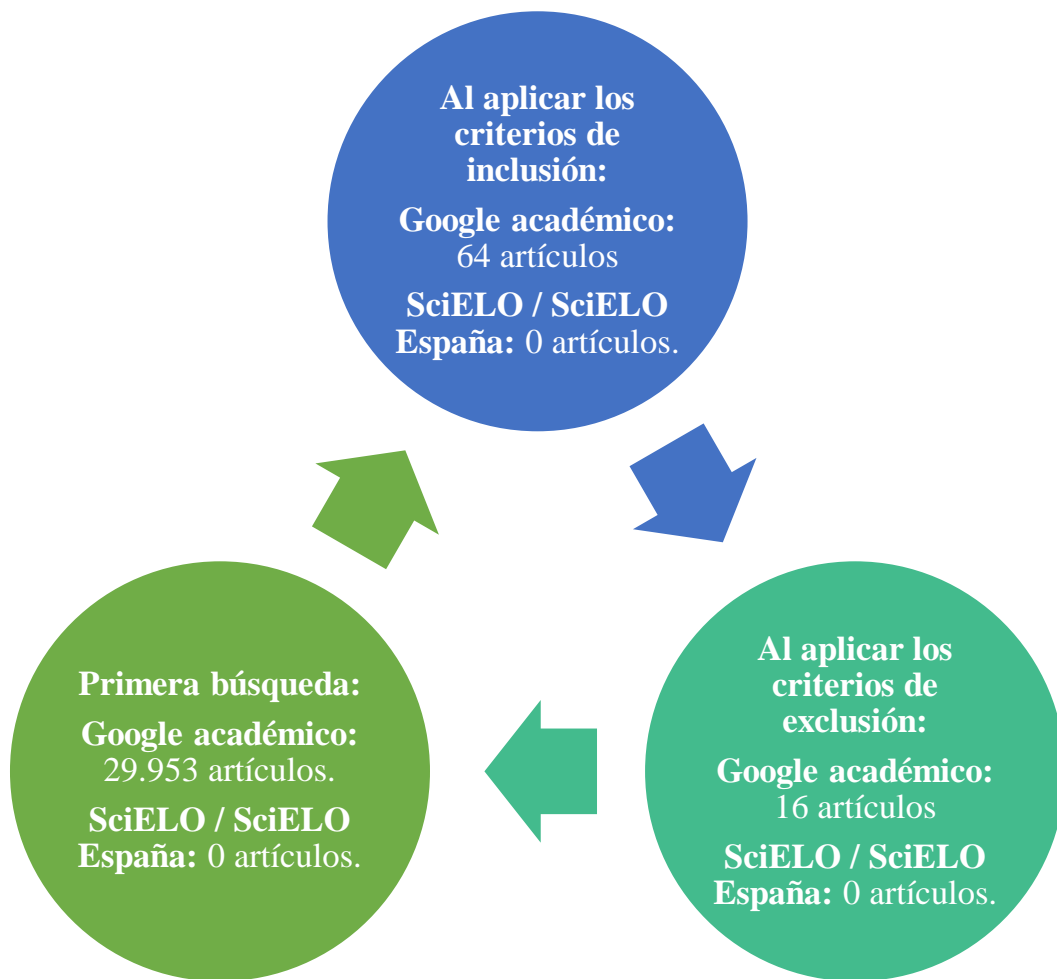 Al aplicar los
criterios de
inclusión:
Google académico:
64 artículos
SciELO / SciELO
España: 0 artículos.
Primera búsqueda:
Google académico:
29.953 artículos.
SciELO / SciELO
España: 0 artículos.
Al aplicar los
criterios de
exclusión:
Google académico:
16 artículos
SciELO / SciELO
España: 0 artículos.